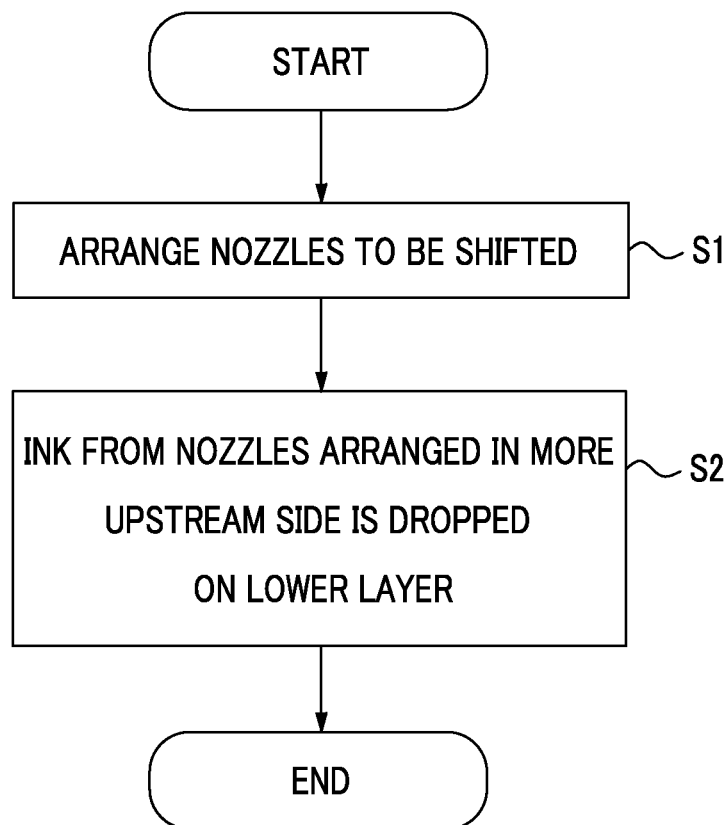 START
ARRANGE NOZZLES TO BE SHIFTED
S1
INK FROM NOZZLES ARRANGED IN MORE
UPSTREAM SIDE IS DROPPED
ON LOWER LAYER
S2
END